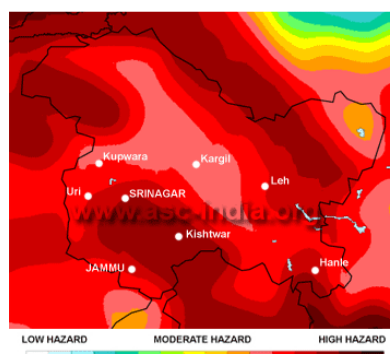 Kupwara
Kargil
Leh
Uri
SRINAGAR
www.asc-india.org
Kishtwar
JAMMU
Hanle
LOW HAZARD MODERATE HAZARD HIGH HAZARD